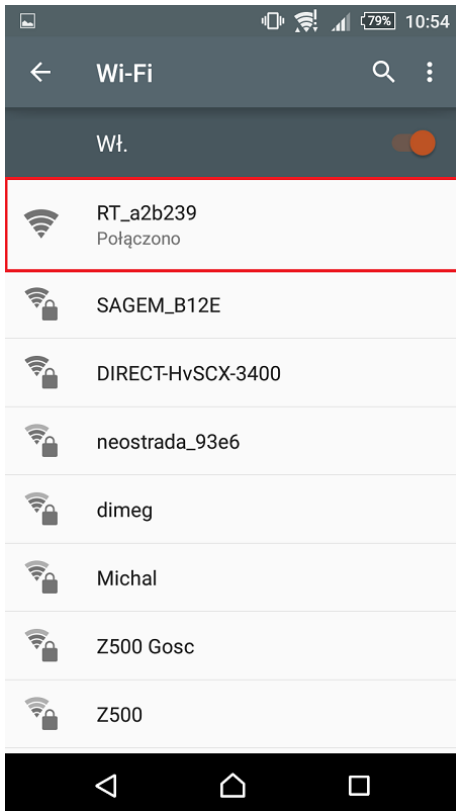 79% 10:54
Wi-Fi
Wł.
RT_a2b239
Połączono
SAGEM_B12E
DIRECT-HvSCX-3400
neostrada_93e6
dimeg
Michal
Z500 Gosc
Z500